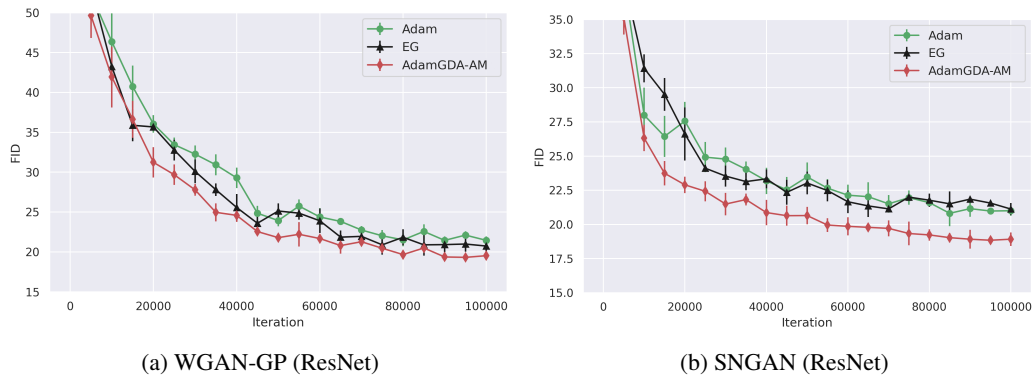 50
45
40
35
30
25
20
15
FID
0
20000
40000
60000
80000
100000
Iteration
Adam
EG
AdamGDA-AM
(a) WGAN-GP (ResNet)
35.0
32.5
30.0
27.5
25.0
22.5
20.0
17.5
15.0
FID
0
20000
40000
60000
80000
100000
Iteration
Adam
EG
AdamGDA-AM
(b) SNGAN (ResNet)